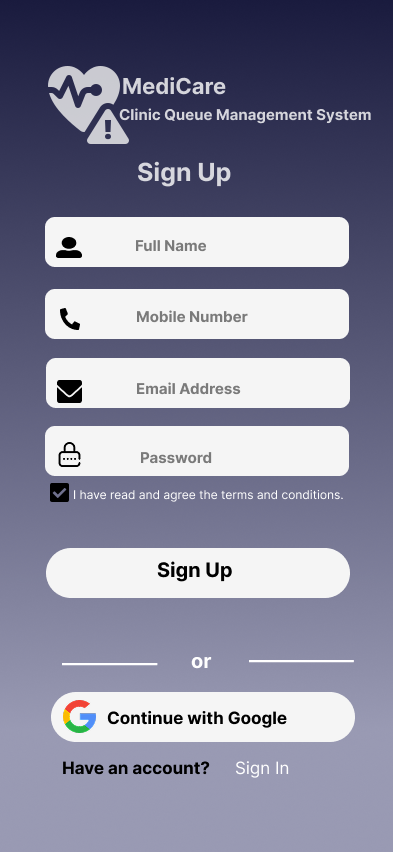 MediCare
Clinic Queue Management System
Sign Up
Full Name
Mobile Number
Email Address
Password
I have read and agree the terms and conditions.
Sign Up
or
Continue with Google
Have an account? Sign In